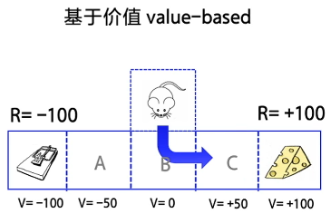 基于价值 value-based
R= -100
R= +100
A
B
C
V= -100
V= -50
V= 0
V= +50
V= +100